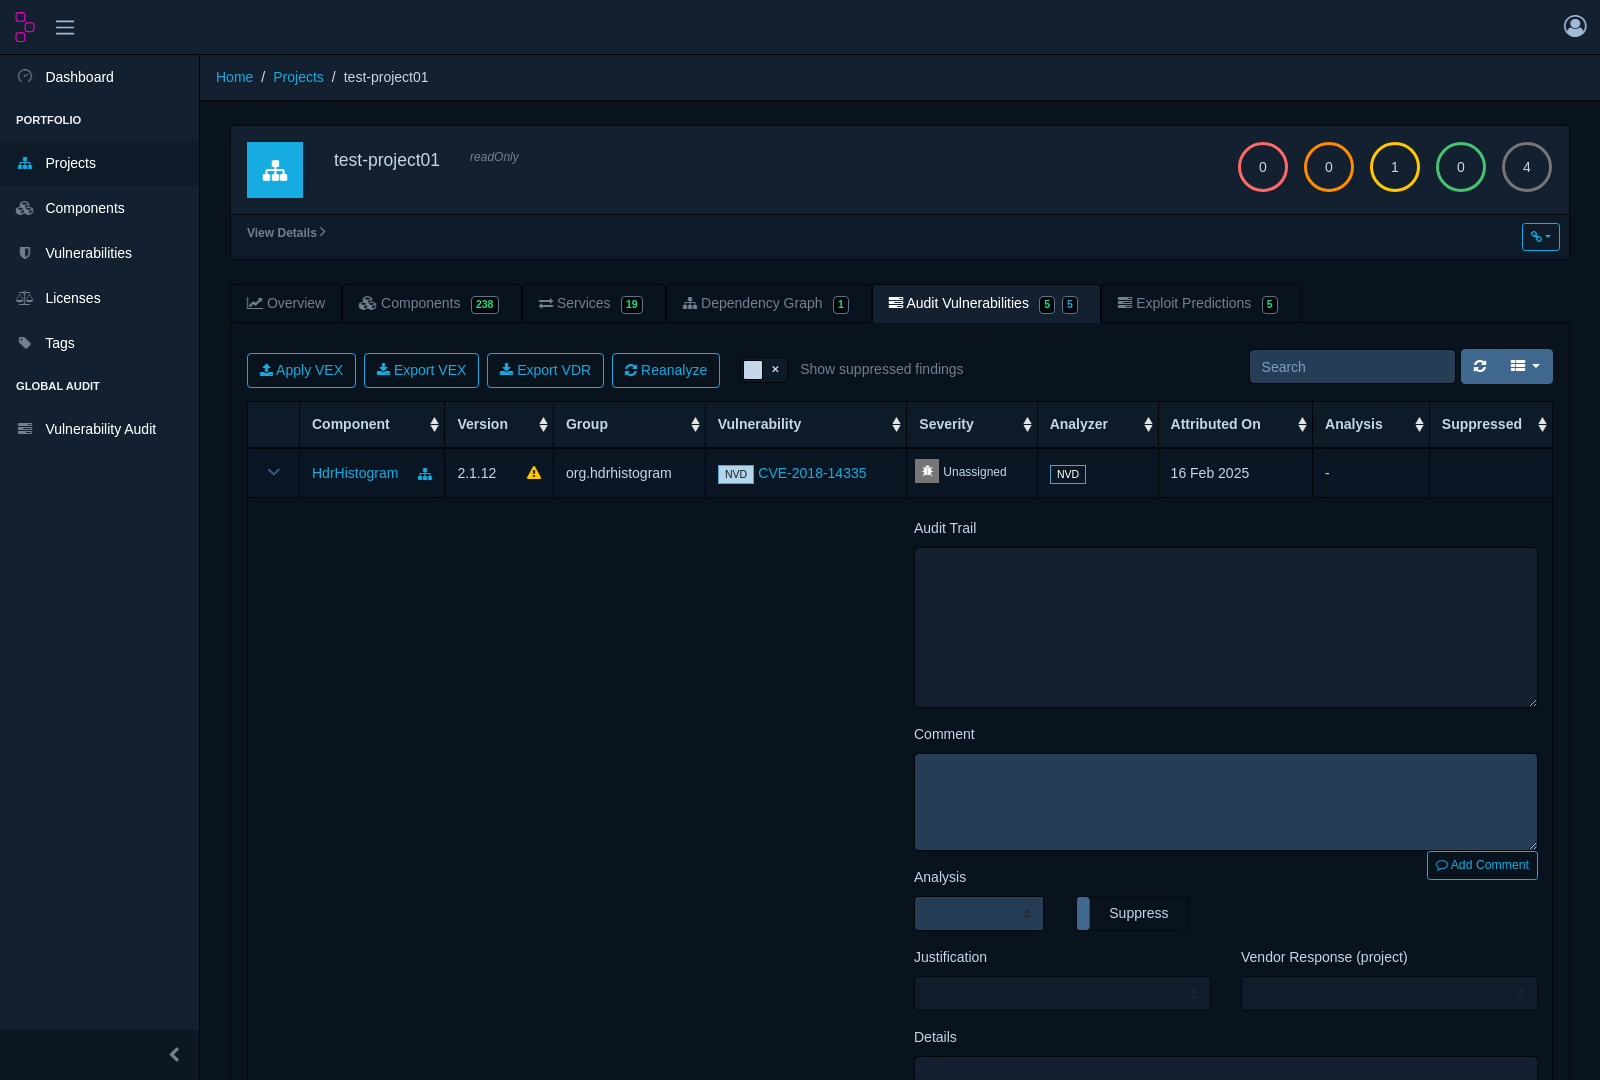 Dashboard
PORTFOLIO
Projects
Components
Vulnerabilities
Licenses
Tags
GLOBAL AUDIT
Vulnerability Audit
Home / Projects / test-project01
test-project01 readOnly
0 0 1 0 4
View Details
Overview Components 238 Services 19 Dependency Graph 1 Audit Vulnerabilities 5 5 Exploit Predictions 5
Apply VEX Export VEX Export VDR Reanalyze Show suppressed findings Search
Component Version Group Vulnerability Severity Analyzer Attributed On Analysis Suppressed
HdrHistogram 2.1.12 org.hdrhistogram NVD CVE-2018-14335 Unassigned NVD 16 Feb 2025 -
Audit Trail
Comment
Add Comment
Analysis
Suppress
Justification Vendor Response (project)
Details